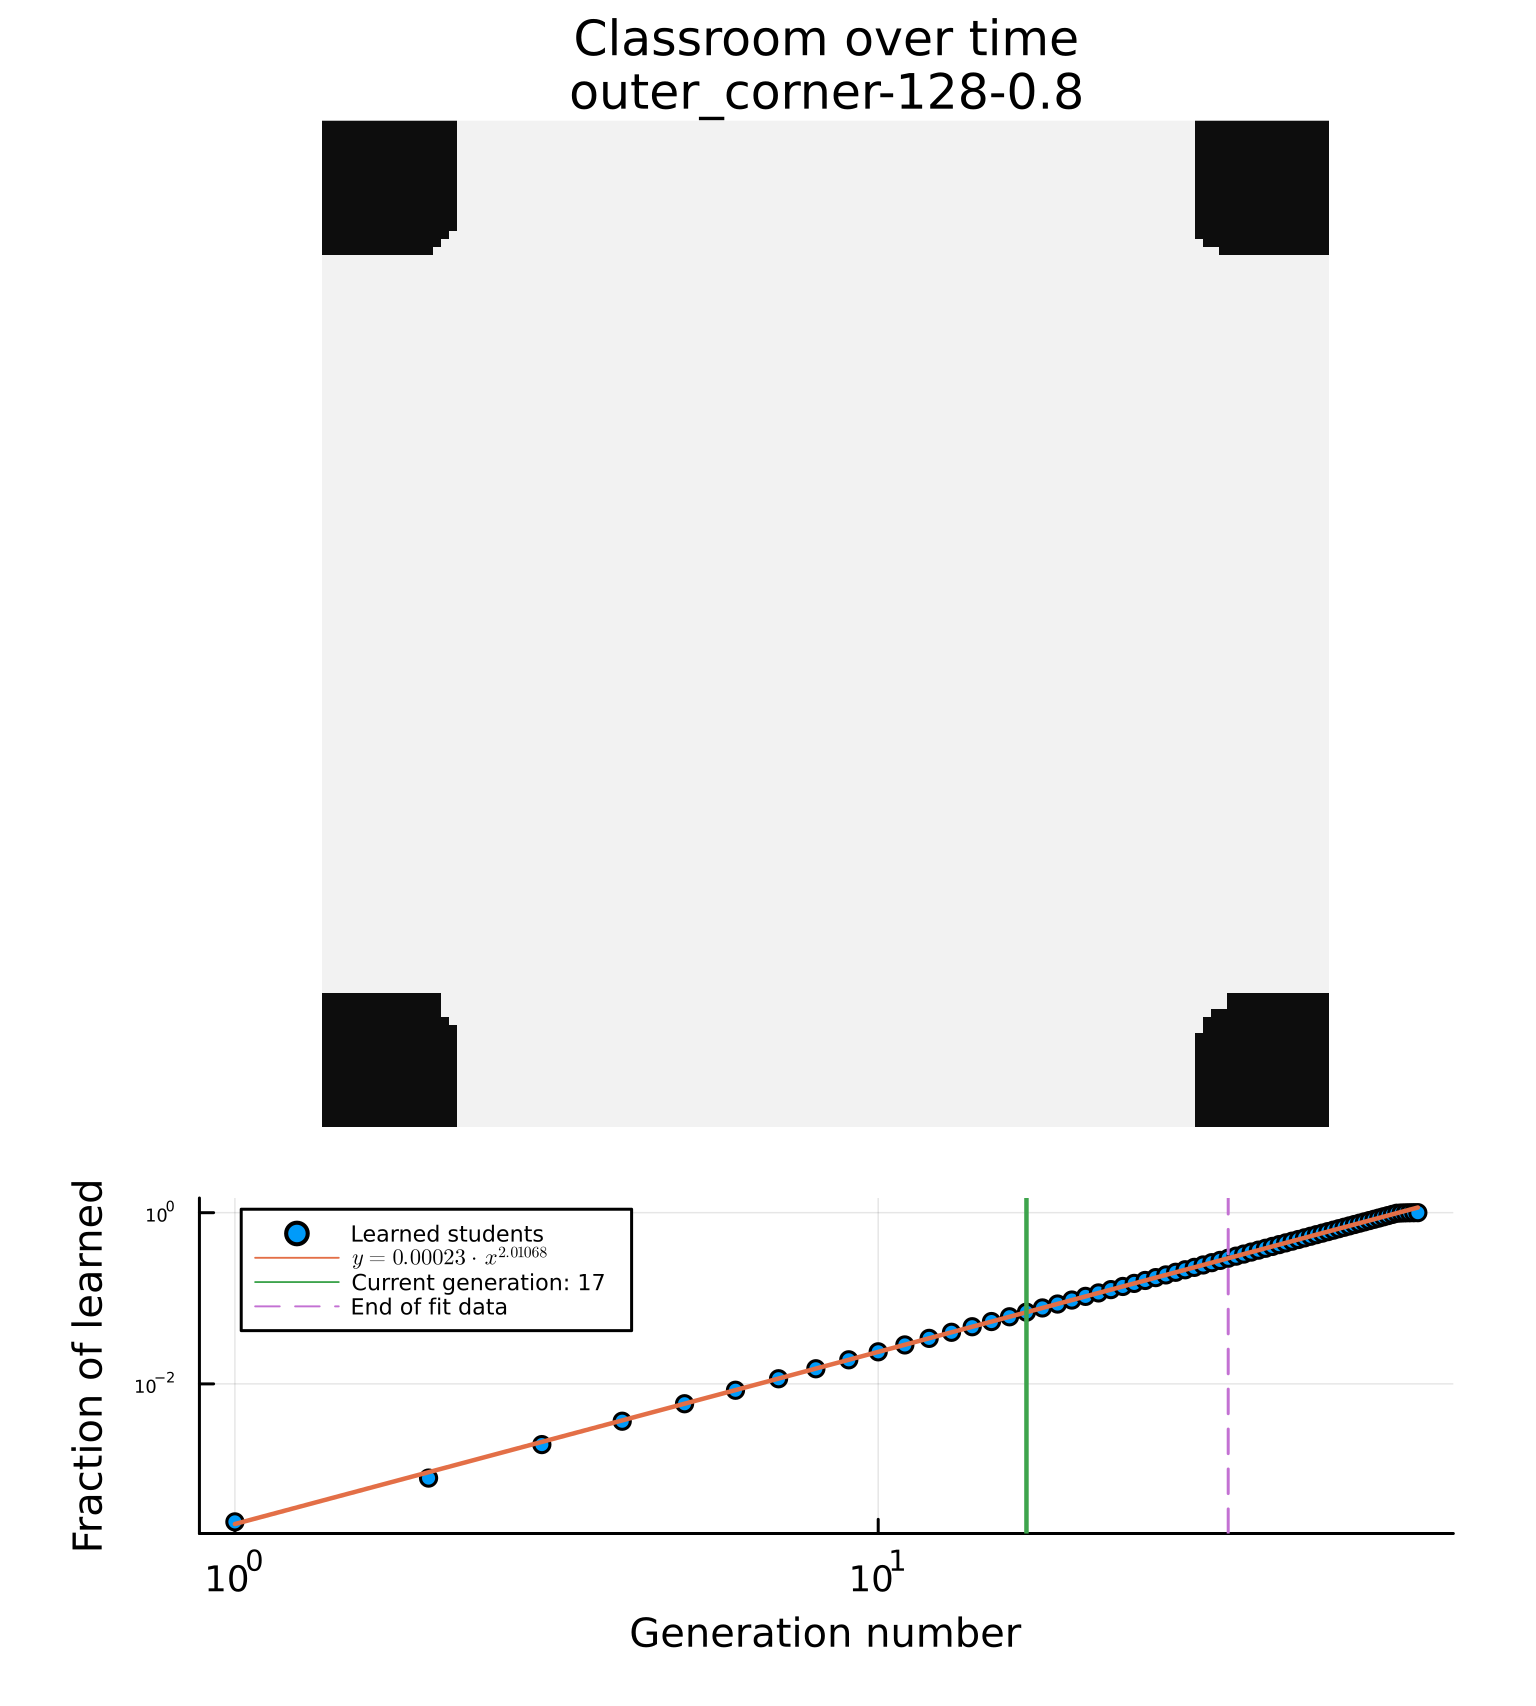 Classroom over time
outer_corner-128-0.8
Fraction of learned
10^0
10^-2
Learned students
y = 0.00023 · x^2.01068
Current generation: 17
End of fit data
10^0
10^1
Generation number